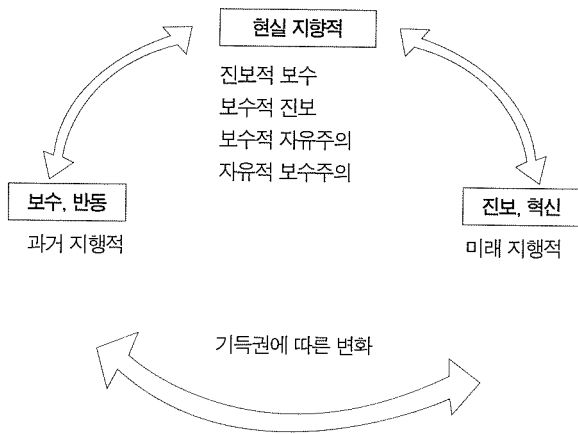 현실 지향적
진보적 보수
보수적 진보
보수적 자유주의
자유적 보수주의
보수, 반동
과거 지행적
진보, 혁신
미래 지행적
기득권에 따른 변화